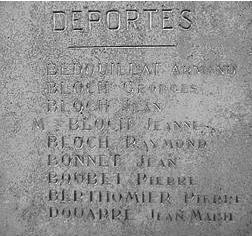 DEPORTES
BEDOUILLAT ARMAND
BLOCH GEORGES
BLOCH JEAN
M BLOCH JEANNE
BLOCH RAYMOND
BONNET JEAN
BOUBET PIERRE
BERTHOMIER PIERRE
DOUARRE JEAN MARIE